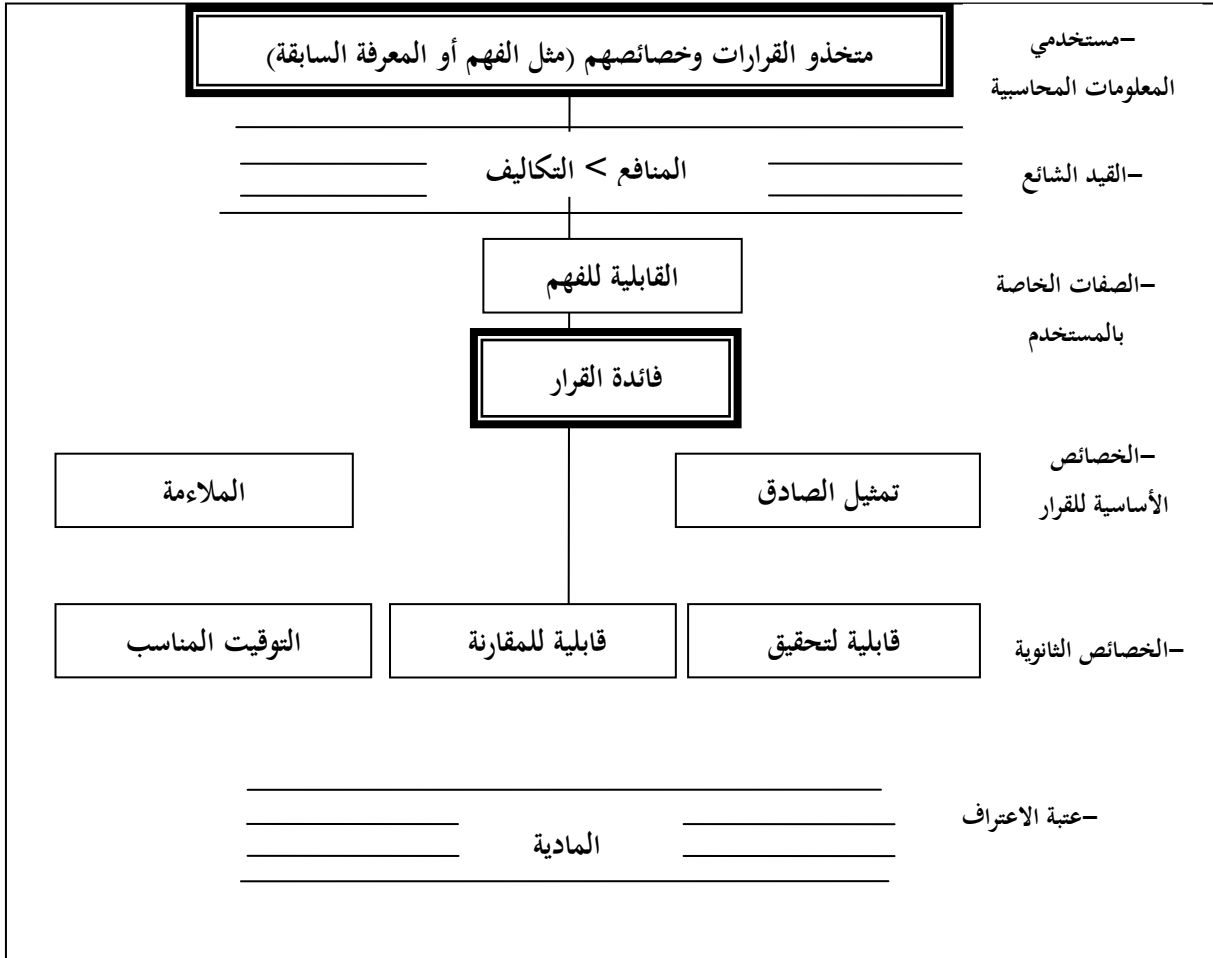 متخذو القرارات وخصائصهم (مثل الفهم أو المعرفة السابقة)
–مستخدمي
المعلومات المحاسبية
المنافع > التكاليف
–القيد الشائع
القابلية للفهم
–الصفات الخاصة
بالمستخدم
فائدة القرار
–الخصائص
الأساسية للقرار
تمثيل الصادق
الملاءمة
–الخصائص الثانوية
قابلية لتحقيق
قابلية للمقارنة
التوقيت المناسب
–عتبة الاعتراف
المادية